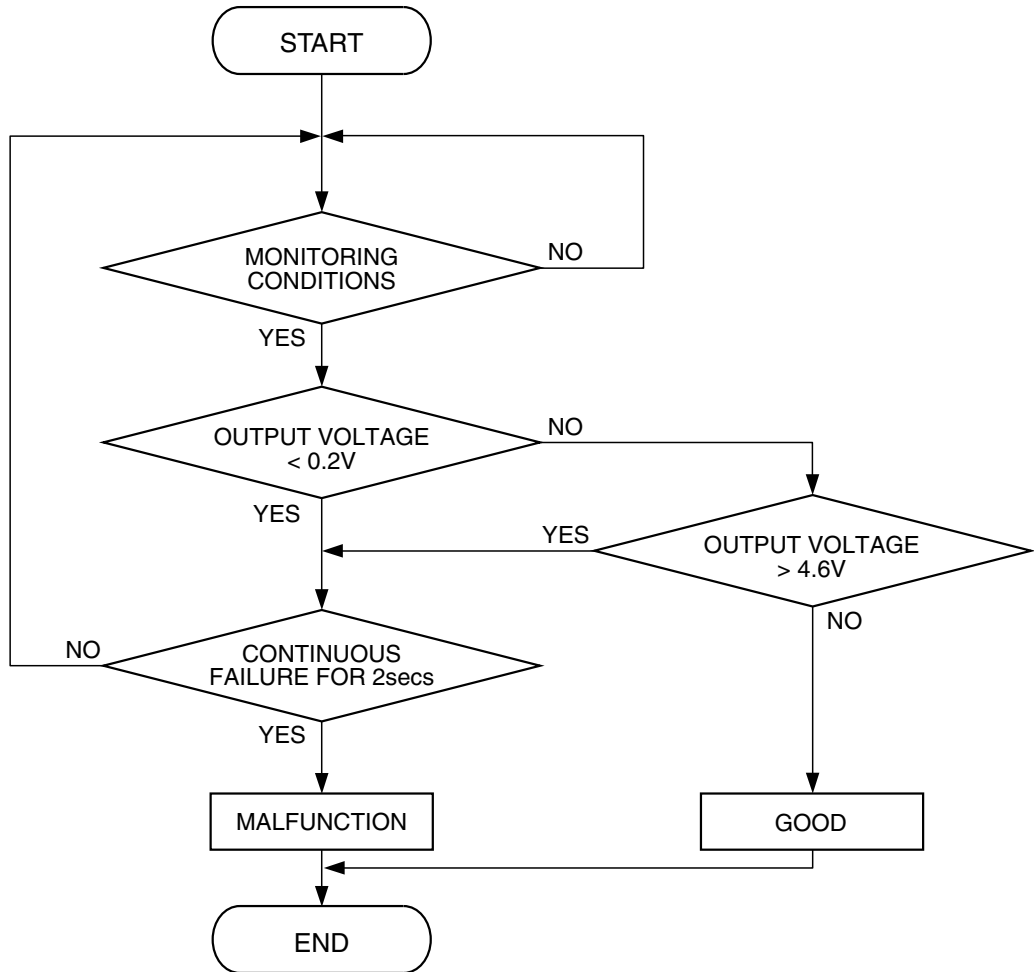 START
MONITORING
CONDITIONS
NO
YES
OUTPUT VOLTAGE
< 0.2V
NO
YES
YES
OUTPUT VOLTAGE
> 4.6V
NO
NO
CONTINUOUS
FAILURE FOR 2secs
YES
MALFUNCTION
GOOD
END